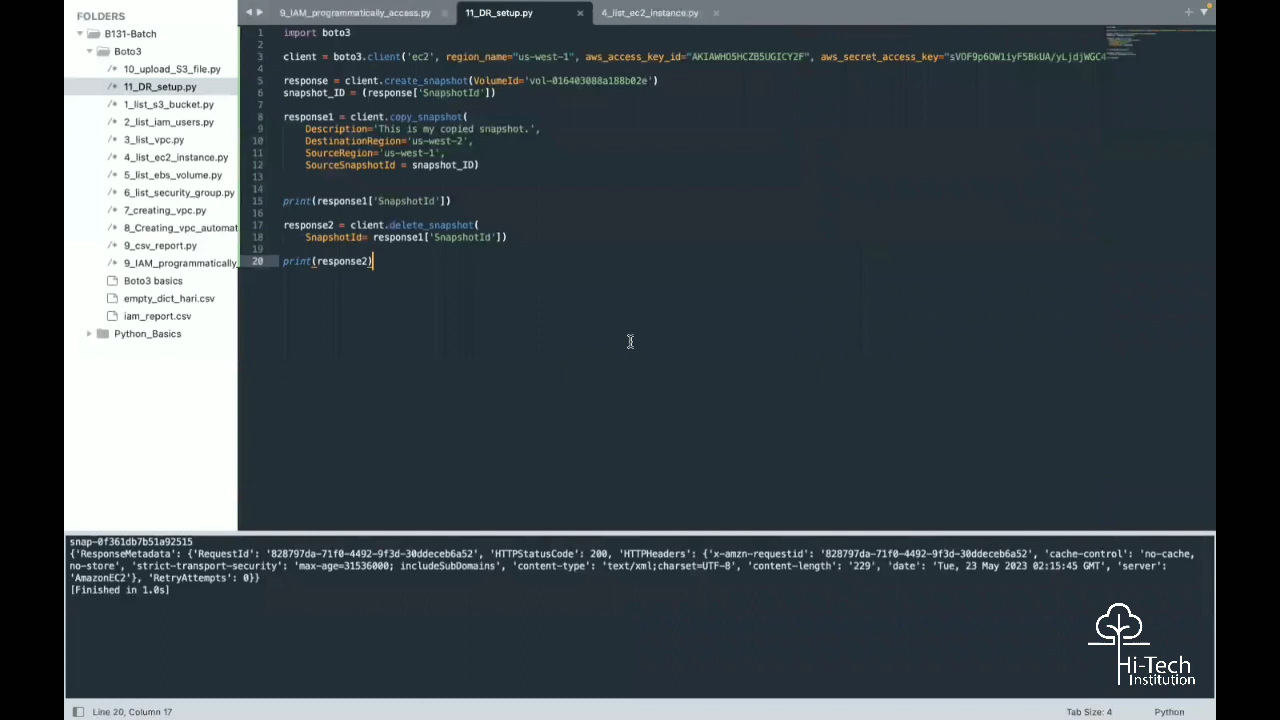 FOLDERS
B131-Batch
Boto3
10_upload_S3_file.py
11_DR_setup.py
1_list_s3_bucket.py
2_list_iam_users.py
3_list_vpc.py
4_list_ec2_instance.py
5_list_ebs_volume.py
6_list_security_group.py
7_creating_vpc.py
8_Creating_vpc_automat
9_csv_report.py
9_IAM_programmatically_
Boto3 basics
empty_dict_hari.csv
iam_report.csv
Python_Basics
9_IAM_programmatically_access.py
11_DR_setup.py
4_list_ec2_instance.py
1 import boto3
2
3 client = boto3.client( region_name="us-west-1", aws_access_key_id= aws_secret_access_key=
4
5 response = client.create_snapshot(VolumeId='vol-016403088a188b02e')
6 snapshot_ID = (response['SnapshotId'])
7
8 response1 = client.copy_snapshot(
9 Description='This is my copied snapshot.',
10 DestinationRegion='us-west-2',
11 SourceRegion='us-west-1',
12 SourceSnapshotId = snapshot_ID)
13
14
15 print(response1['SnapshotId'])
16
17 response2 = client.delete_snapshot(
18 SnapshotId= response1['SnapshotId'])
19
20 print(response2)
snap-0f361db7b51a92515
{'ResponseMetadata': {'RequestId': '828797da-71f0-4492-9f3d-30ddeceb6a52', 'HTTPStatusCode': 200, 'HTTPHeaders': {'x-amzn-requestid': '828797da-71f0-4492-9f3d-30ddeceb6a52', 'cache-control': 'no-cache,
no-store', 'strict-transport-security': 'max-age=31536000; includeSubDomains', 'content-type': 'text/xml;charset=UTF-8', 'content-length': '229', 'date': 'Tue, 23 May 2023 02:15:45 GMT', 'server':
'AmazonEC2'}, 'RetryAttempts': 0}}
[Finished in 1.0s]
Hi-Tech
Institution
Line 20, Column 17
Tab Size: 4
Python